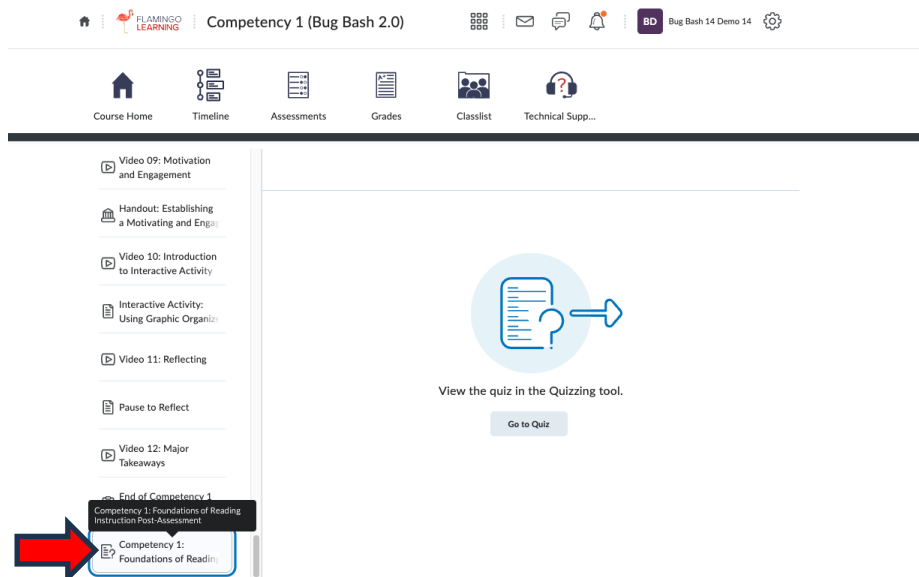 FLAMINGO
LEARNING
Competency 1 (Bug Bash 2.0)
BD
Bug Bash 14 Demo 14
Course Home
Timeline
Assessments
Grades
Classlist
Technical Supp...
Video 09: Motivation
and Engagement
Handout: Establishing
a Motivating and Enga
Video 10: Introduction
to Interactive Activity
Interactive Activity:
Using Graphic Organiz
Video 11: Reflecting
Pause to Reflect
Video 12: Major
Takeaways
End of Competency 1
Competency 1: Foundations of Reading
Instruction Post-Assessment
Competency 1:
Foundations of Reading
View the quiz in the Quizzing tool.
Go to Quiz